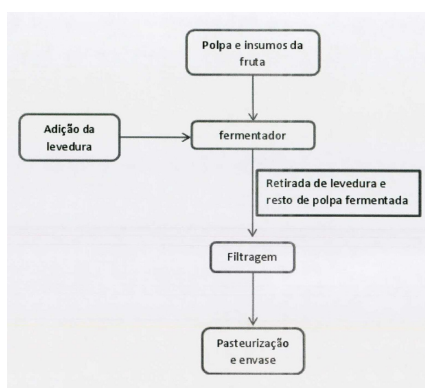 Polpa e insumos da
fruta
Adição da
levedura
fermentador
Retirada de levedura e
resto de polpa fermentada
Filtragem
Pasteurização
e envase